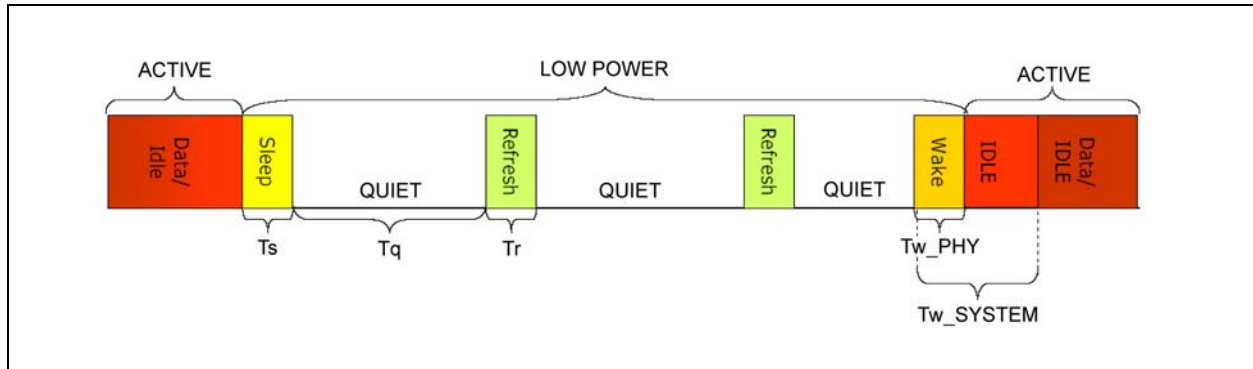 ACTIVE
LOW POWER
ACTIVE
Data/
Idle
Sleep
QUIET
Refresh
QUIET
Refresh
QUIET
Wake
IDLE
Data/
IDLE
Ts
Tq
Tr
Tw_PHY
Tw_SYSTEM